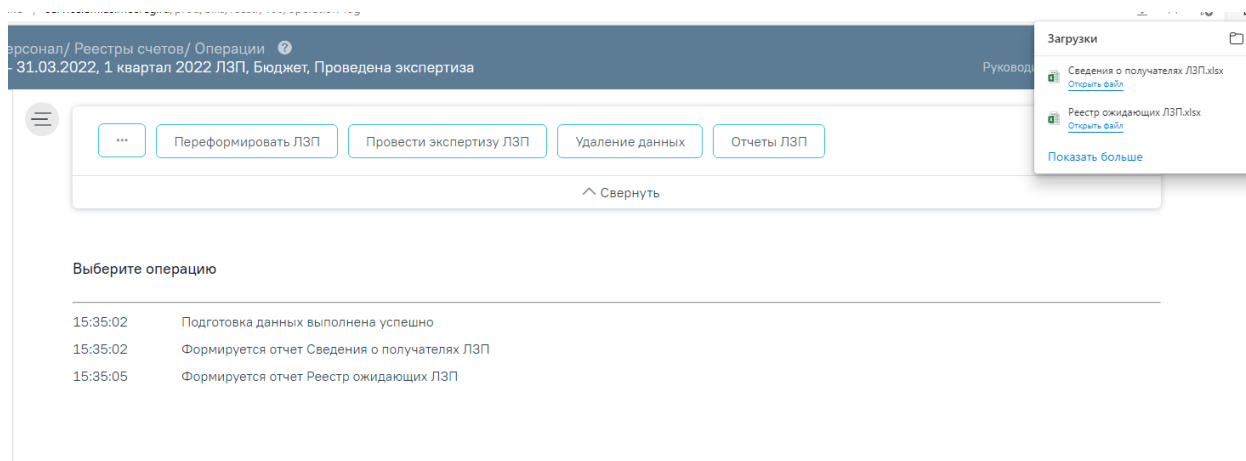 ерсонал/ Реестры счетов/ Операции ?
- 31.03.2022, 1 квартал 2022 ЛЗП, Бюджет, Проведена экспертиза
Руковод
Загрузки
Сведения о получателях ЛЗП.xlsx
Открыть файл
Реестр ожидающих ЛЗП.xlsx
Открыть файл
Показать больше
... Переформировать ЛЗП Провести экспертизу ЛЗП Удаление данных Отчеты ЛЗП
Свернуть
Выберите операцию
15:35:02 Подготовка данных выполнена успешно
15:35:02 Формируется отчет Сведения о получателях ЛЗП
15:35:05 Формируется отчет Реестр ожидающих ЛЗП